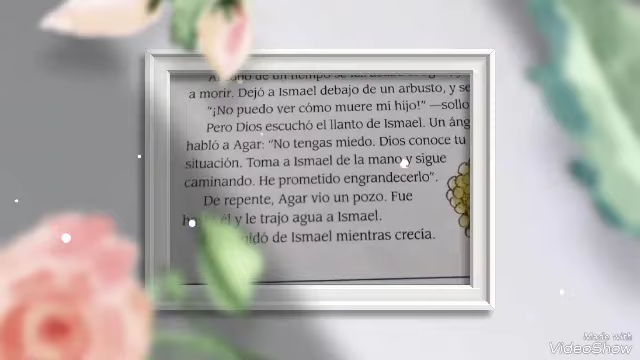 a morir. Dejó a Ismael debajo de un arbusto, y se
“¡No puedo ver cómo muere mi hijo!” —sollo
Pero Dios escuchó el llanto de Ismael. Un áng
habló a Agar: “No tengas miedo. Dios conoce tu
situación. Toma a Ismael de la mano y sigue
caminando. He prometido engrandecerlo”.
De repente, Agar vio un pozo. Fue
él y le trajo agua a Ismael.
de Ismael mientras crecía.
Made with
VideoShow